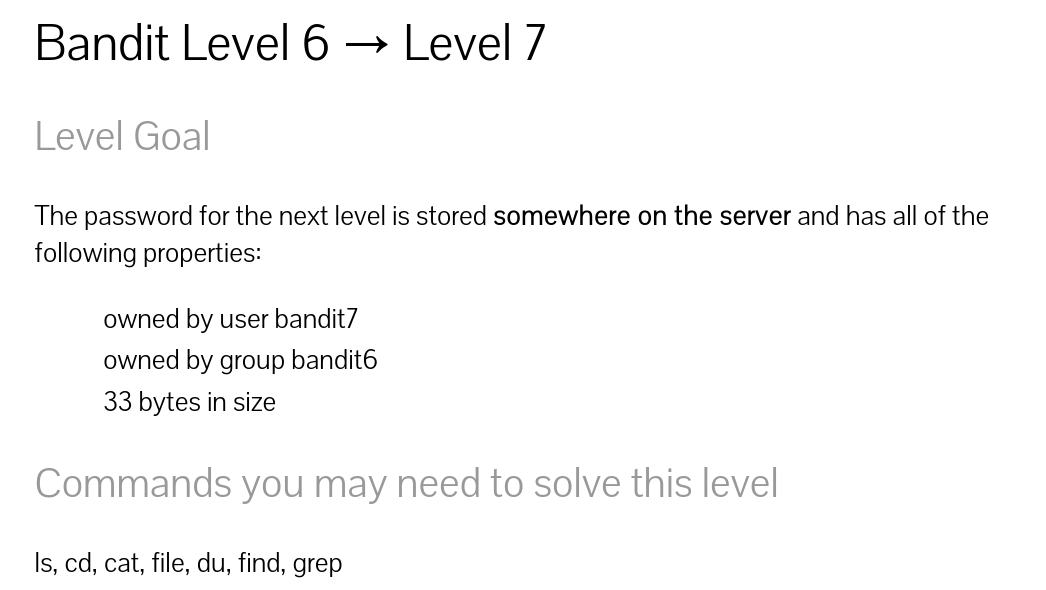 Bandit Level 6 → Level 7
Level Goal
The password for the next level is stored somewhere on the server and has all of the
following properties:
owned by user bandit7
owned by group bandit6
33 bytes in size
Commands you may need to solve this level
ls, cd, cat, file, du, find, grep